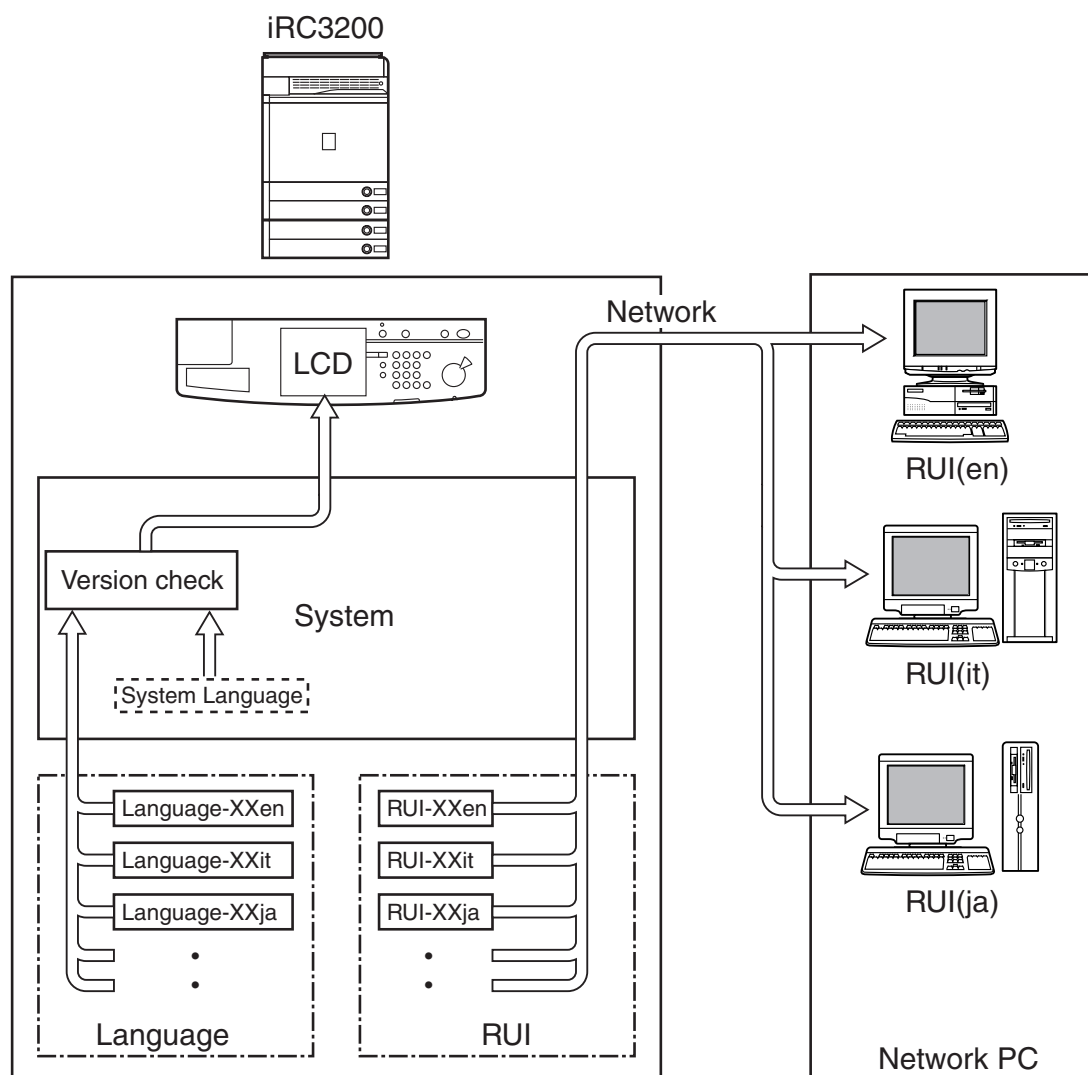 iRC3200
Network
LCD
RUI(en)
Version check
System
System Language
RUI(it)
Language-XXen
Language-XXit
Language-XXja
•
•
Language
RUI-XXen
RUI-XXit
RUI-XXja
•
•
RUI
RUI(ja)
Network PC